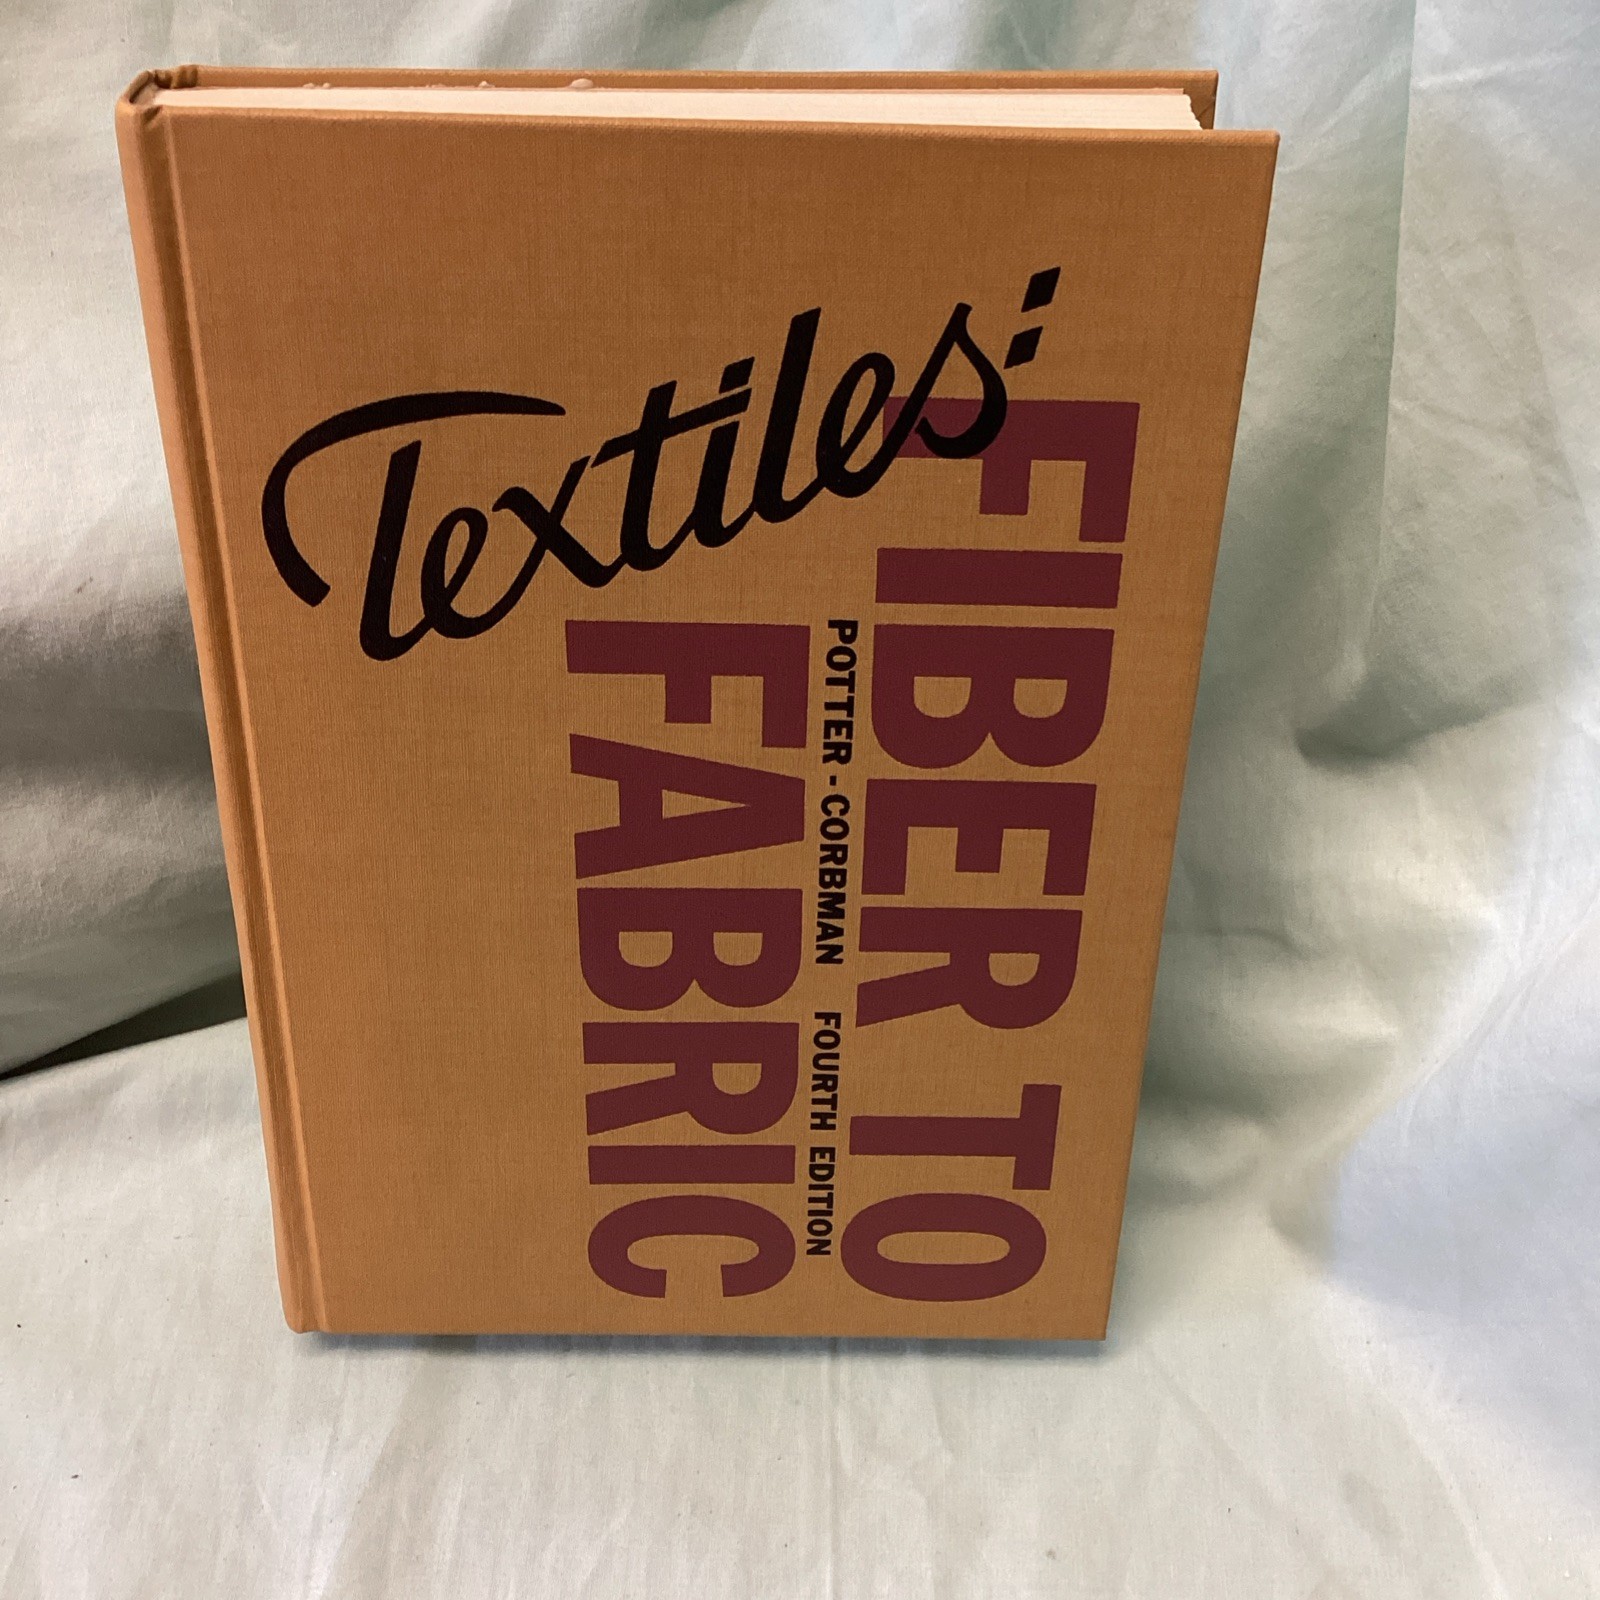 Textiles:
FIBER TO
POTTER - CORBMAN FOURTH EDITION
FABRIC